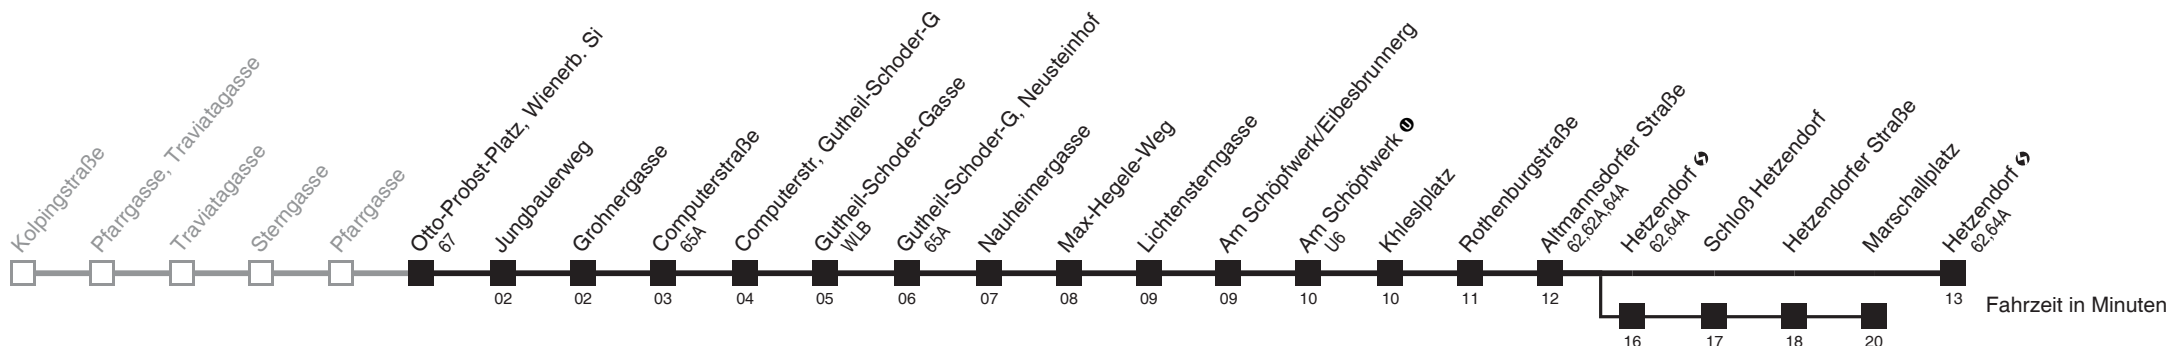 Kolpingstraße
Pfarrgasse, Traviatagasse
Traviatagasse
Sterngasse
Pfarrgasse
Otto-Probst-Platz, Wienerb. Si
67
Jungbauerweg
02
Grohnergasse
02
Computerstraße
65A
03
Computerstr, Gutheil-Schoder-G
04
Gutheil-Schoder-Gasse
WLB
05
Gutheil-Schoder-G, Neusteinhof
65A
06
Nauheimergasse
07
Max-Hegele-Weg
08
Lichtensterngasse
09
Am Schöpfwerk/Eibesbrunnerg
09
Am Schöpfwerk U
U6
10
Khleslplatz
10
Rothenburgstraße
11
Altmannsdorfer Straße
62,62A,64A
12
Hetzendorf S
62,64A
16
Schloß Hetzendorf
17
Hetzendorfer Straße
18
Marschallplatz
20
Hetzendorf S
62,64A
13
Fahrzeit in Minuten